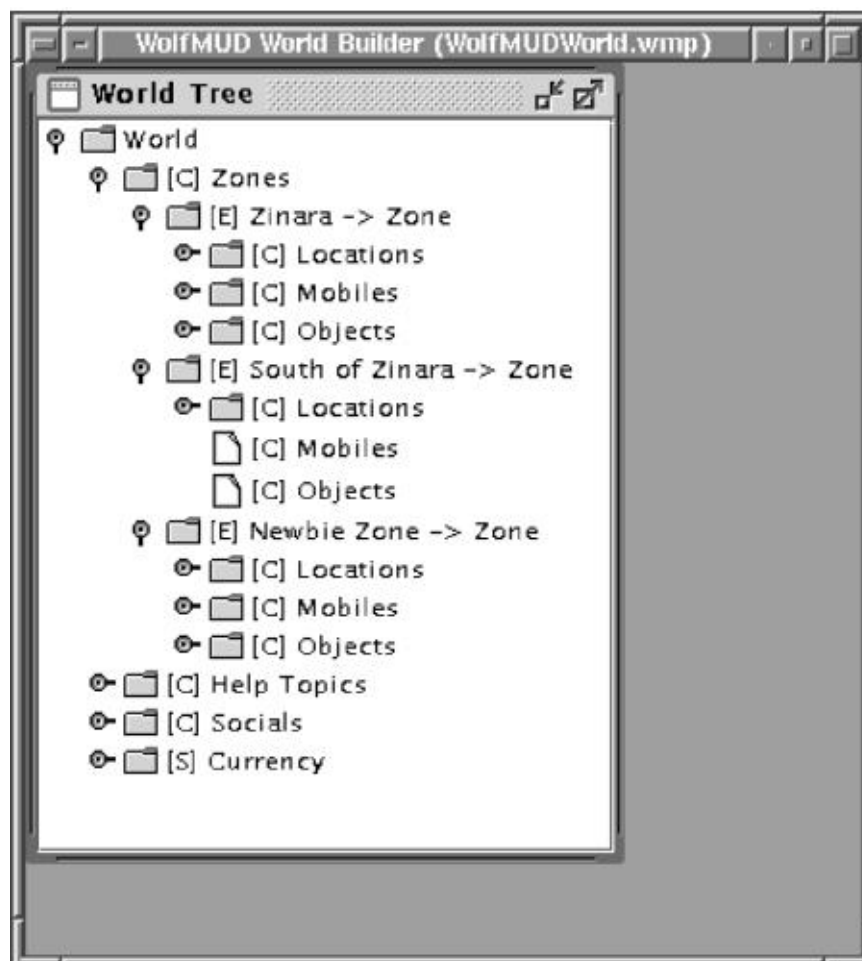 WolfMUD World Builder (WolfMUDWorld.wmp)
World Tree
World
[C] Zones
[E] Zinara -> Zone
[C] Locations
[C] Mobiles
[C] Objects
[E] South of Zinara -> Zone
[C] Locations
[C] Mobiles
[C] Objects
[E] Newbie Zone -> Zone
[C] Locations
[C] Mobiles
[C] Objects
[C] Help Topics
[C] Socials
[S] Currency